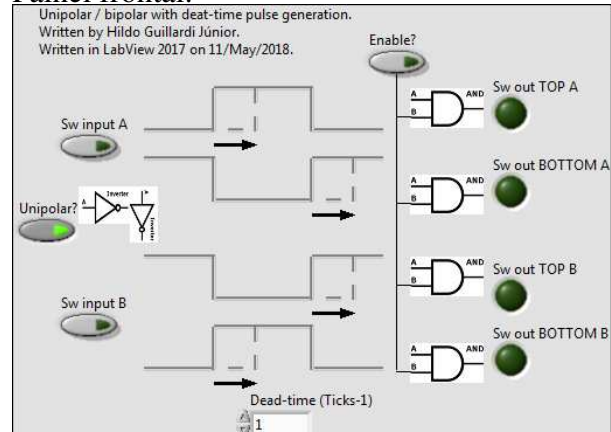 Painel frontal:
Unipolar / bipolar with deat-time pulse generation.
Written by Hildo Guillardi Júnior.
Written in LabView 2017 on 11/May/2018.
Enable?
Sw input A
A
B
AND
Sw out TOP A
A
B
AND
Sw out BOTTOM A
Unipolar?
A
Inverter
Inverter
A
B
AND
Sw out TOP B
Sw input B
A
B
AND
Sw out BOTTOM B
Dead-time (Ticks-1)
1